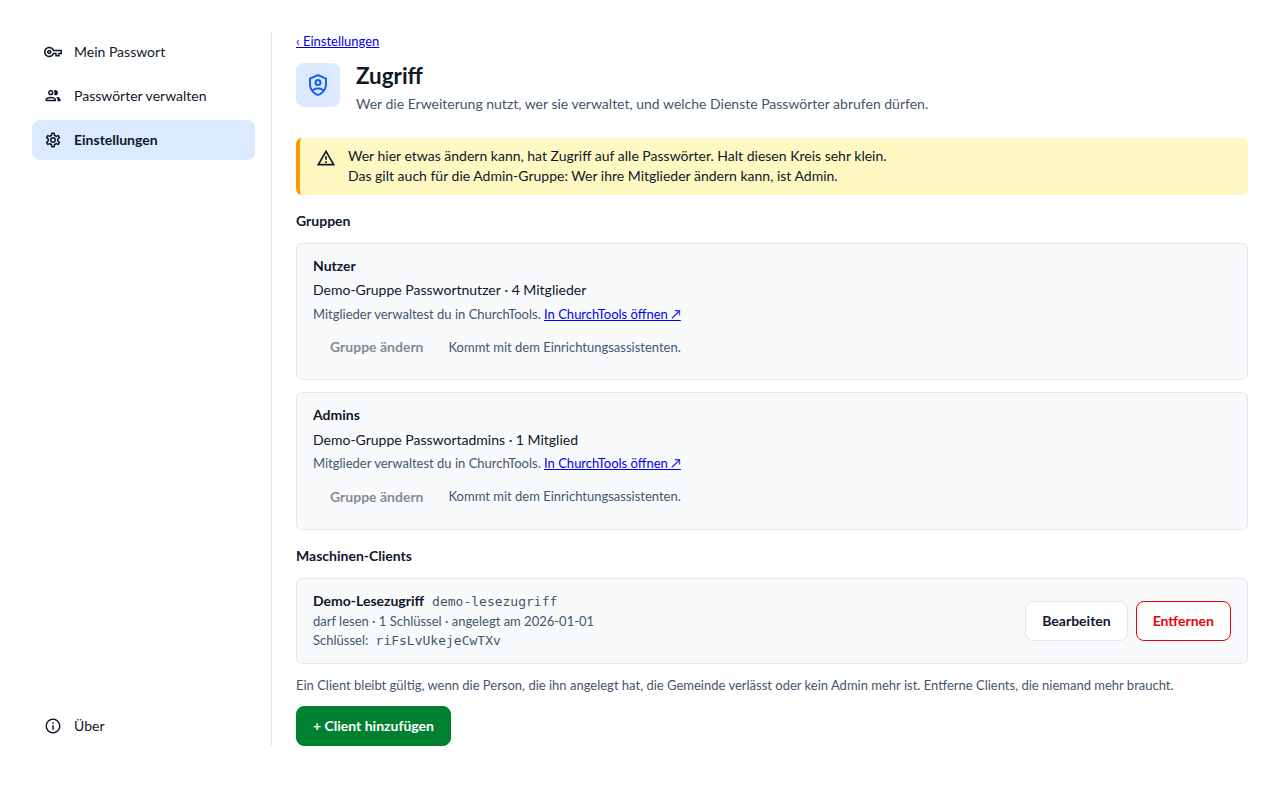 Mein Passwort
Passwörter verwalten
Einstellungen
Über
‹ Einstellungen
Zugriff
Wer die Erweiterung nutzt, wer sie verwaltet, und welche Dienste Passwörter abrufen dürfen.
Wer hier etwas ändern kann, hat Zugriff auf alle Passwörter. Halt diesen Kreis sehr klein.
Das gilt auch für die Admin-Gruppe: Wer ihre Mitglieder ändern kann, ist Admin.
Gruppen
Nutzer
Demo-Gruppe Passwortnutzer · 4 Mitglieder
Mitglieder verwaltest du in ChurchTools. In ChurchTools öffnen ↗
Gruppe ändern Kommt mit dem Einrichtungsassistenten.
Admins
Demo-Gruppe Passwortadmins · 1 Mitglied
Mitglieder verwaltest du in ChurchTools. In ChurchTools öffnen ↗
Gruppe ändern Kommt mit dem Einrichtungsassistenten.
Maschinen-Clients
Demo-Lesezugriff demo-lesezugriff
darf lesen · 1 Schlüssel · angelegt am 2026-01-01
Schlüssel: riFsLvUkejeCwTXv
Bearbeiten
Entfernen
Ein Client bleibt gültig, wenn die Person, die ihn angelegt hat, die Gemeinde verlässt oder kein Admin mehr ist. Entferne Clients, die niemand mehr braucht.
+ Client hinzufügen